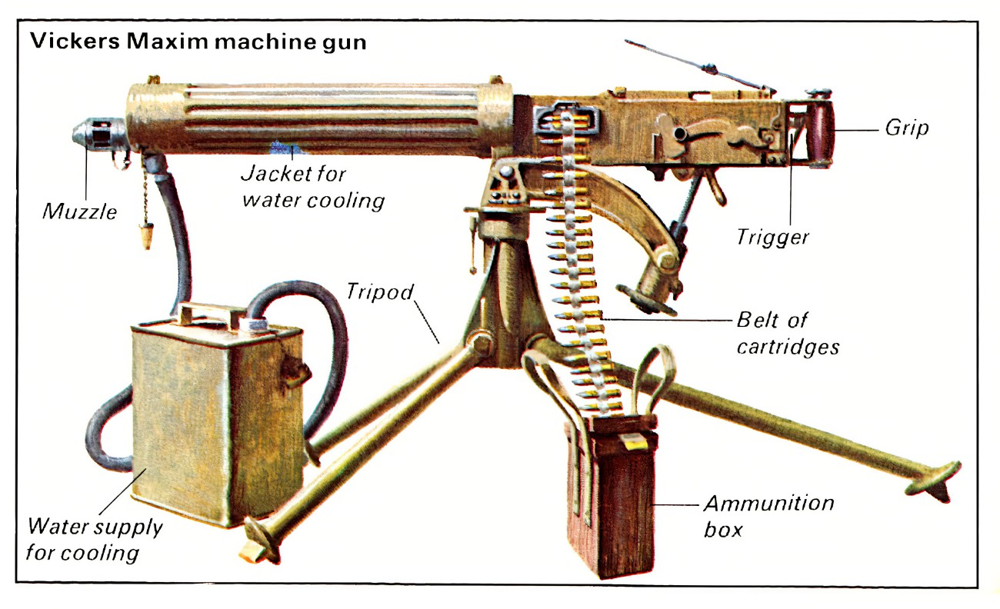 Vickers Maxim machine gun
Grip
Jacket for
water cooling
Muzzle
Trigger
Tripod
Belt of
cartridges
Ammunition
box
Water supply
for cooling